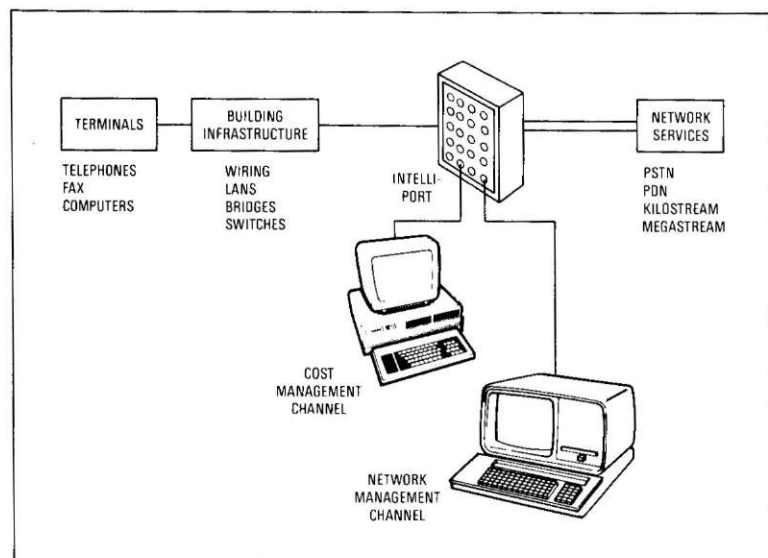 TERMINALS
TELEPHONES
FAX
COMPUTERS
BUILDING
INFRASTRUCTURE
WIRING
LANS
BRIDGES
SWITCHES
INTELLI-
PORT
NETWORK
SERVICES
PSTN
PDN
KILOSTREAM
MEGASTREAM
COST
MANAGEMENT
CHANNEL
NETWORK
MANAGEMENT
CHANNEL